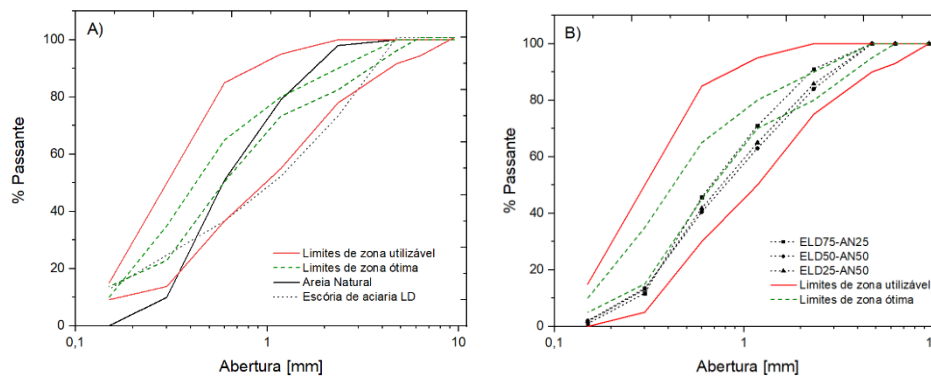 A)
% Passante
100
80
60
40
20
0
Limites de zona utilizável
Limites de zona ótima
Areia Natural
Escória de aciaria LD
0,1
1
10
Abertura [mm]
B)
% Passante
100
80
60
40
20
0
ELD75-AN25
ELD50-AN50
ELD25-AN50
Limites de zona utilizável
Limites de zona ótima
0,1
1
1
Abertura [mm]